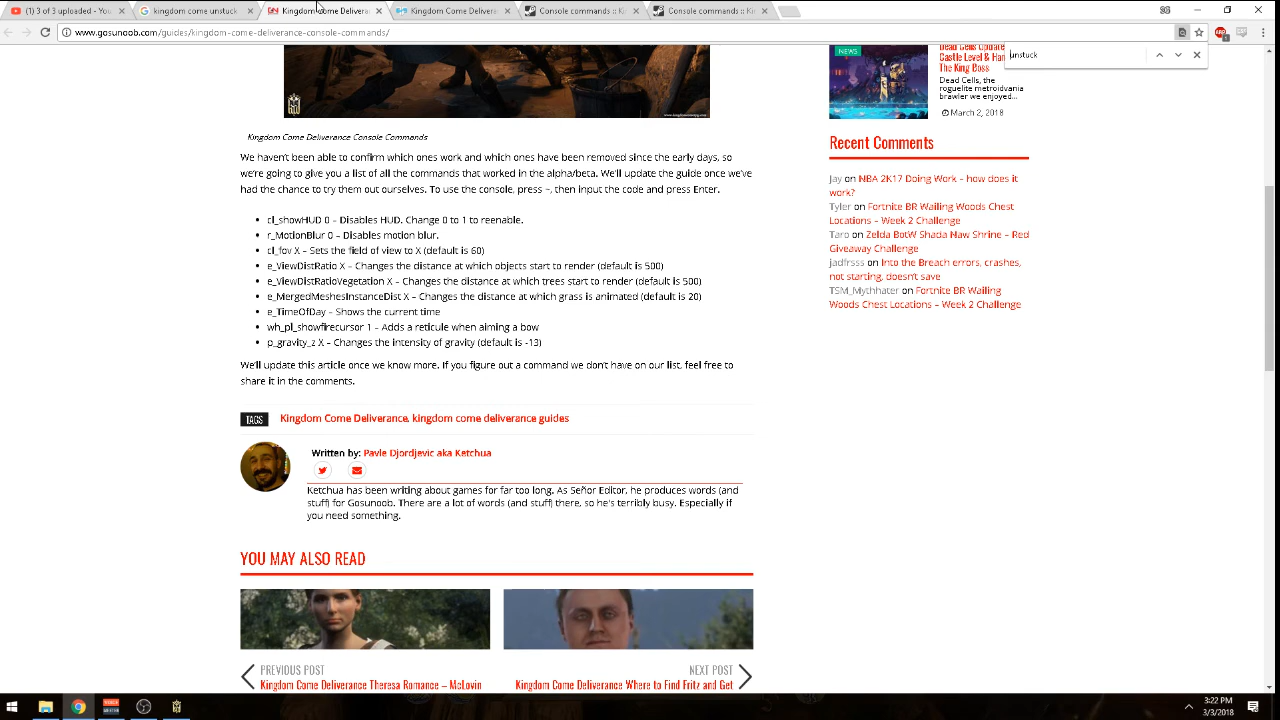 (1) 3 of 3 uploaded - You
kingdom come unstuck
Kingdom Come Delivera
Kingdom Come Delivera
Console commands :: Ki
Console commands :: Ki
www.gosunoob.com/guides/kingdom-come-deliverance-console-commands/
unstuck
NEWS
Dead Cells Update
Castle Level & Han
The King Boss
Dead Cells, the
roguelite metroidvania
brawler we enjoyed...
March 2, 2018
Kingdom Come Deliverance Console Commands
We haven't been able to confirm which ones work and which ones have been removed since the early days, so
we're going to give you a list of all the commands that worked in the alpha/beta. We'll update the guide once we've
had the chance to try them out ourselves. To use the console, press ~, then input the code and press Enter.
cl_showHUD 0 – Disables HUD. Change 0 to 1 to reenable.
r_MotionBlur 0 – Disables motion blur.
cl_fov X – Sets the field of view to X (default is 60)
e_ViewDistRatio X – Changes the distance at which objects start to render (default is 500)
e_ViewDistRatioVegetation X – Changes the distance at which trees start to render (default is 500)
e_MergedMeshesInstanceDist X – Changes the distance at which grass is animated (default is 20)
e_TimeOfDay – Shows the current time
wh_pl_showfirecursor 1 – Adds a reticule when aiming a bow
p_gravity_z X – Changes the intensity of gravity (default is -13)
We'll update this article once we know more. If you figure out a command we don't have on our list, feel free to
share it in the comments.
TAGS
Kingdom Come Deliverance, kingdom come deliverance guides
Written by: Pavle Djordjevic aka Ketchua
Ketchua has been writing about games for far too long. As Señor Editor, he produces words (and
stuff) for Gosunoob. There are a lot of words (and stuff) there, so he's terribly busy. Especially if
you need something.
YOU MAY ALSO READ
PREVIOUS POST
Kingdom Come Deliverance Theresa Romance – McLovin
NEXT POST
Kingdom Come Deliverance Where to Find Fritz and Get
Recent Comments
Jay on NBA 2K17 Doing Work – how does it
work?
Tyler on Fortnite BR Wailing Woods Chest
Locations – Week 2 Challenge
Taro on Zelda BotW Shada Naw Shrine – Red
Giveaway Challenge
jadfrsss on Into the Breach errors, crashes,
not starting, doesn't save
TSM_Mythhater on Fortnite BR Wailing
Woods Chest Locations – Week 2 Challenge
3:22 PM
3/3/2018